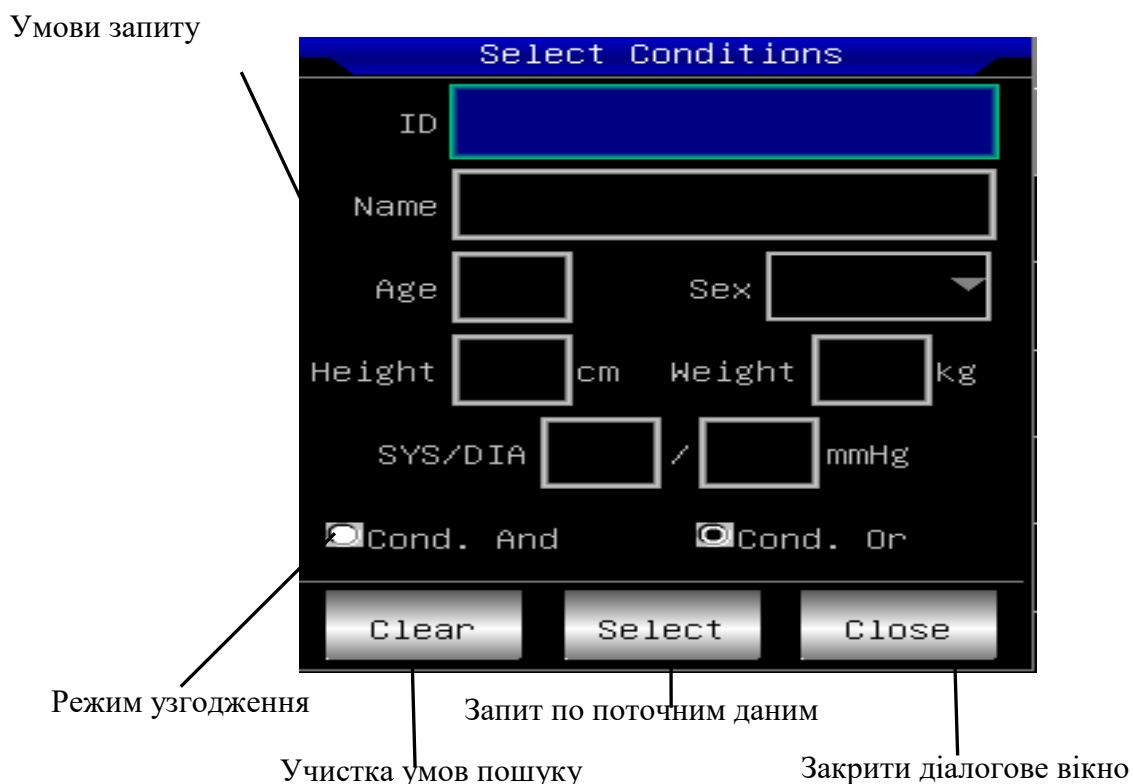 Умови запиту
Select Conditions
ID
Name
Age Sex
Height cm Weight kg
SYS/DIA / mmHg
Cond. And Cond. Or
Clear Select Close
Режим узгодження
Запит по поточним даним
Учистка умов пошуку
Закрити діалогове вікно